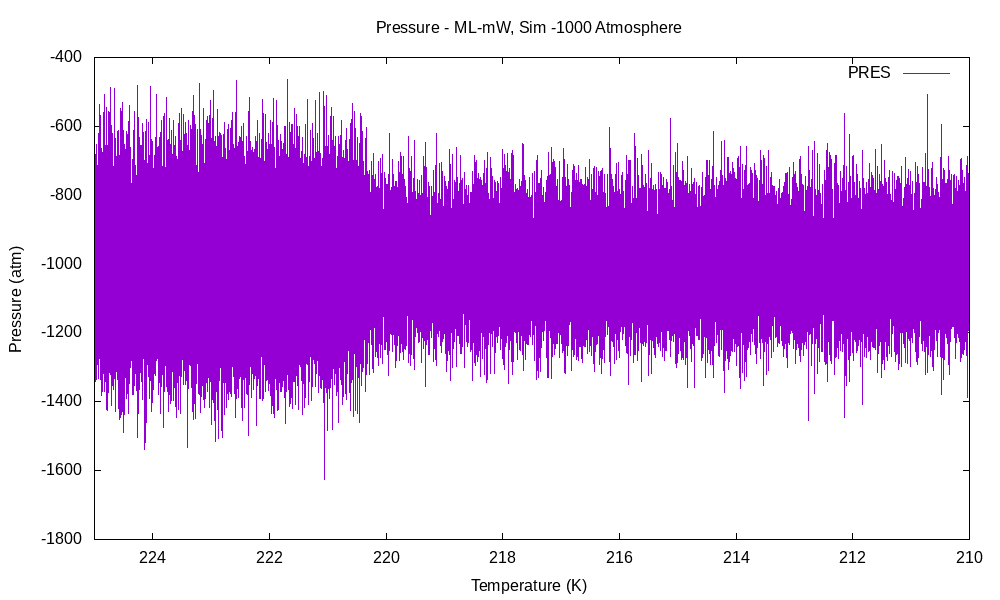 Pressure - ML-mW, Sim -1000 Atmosphere
PRES
-400
-600
-800
-1000
-1200
-1400
-1600
-1800
Pressure (atm)
224 222 220 218 216 214 212 210
Temperature (K)